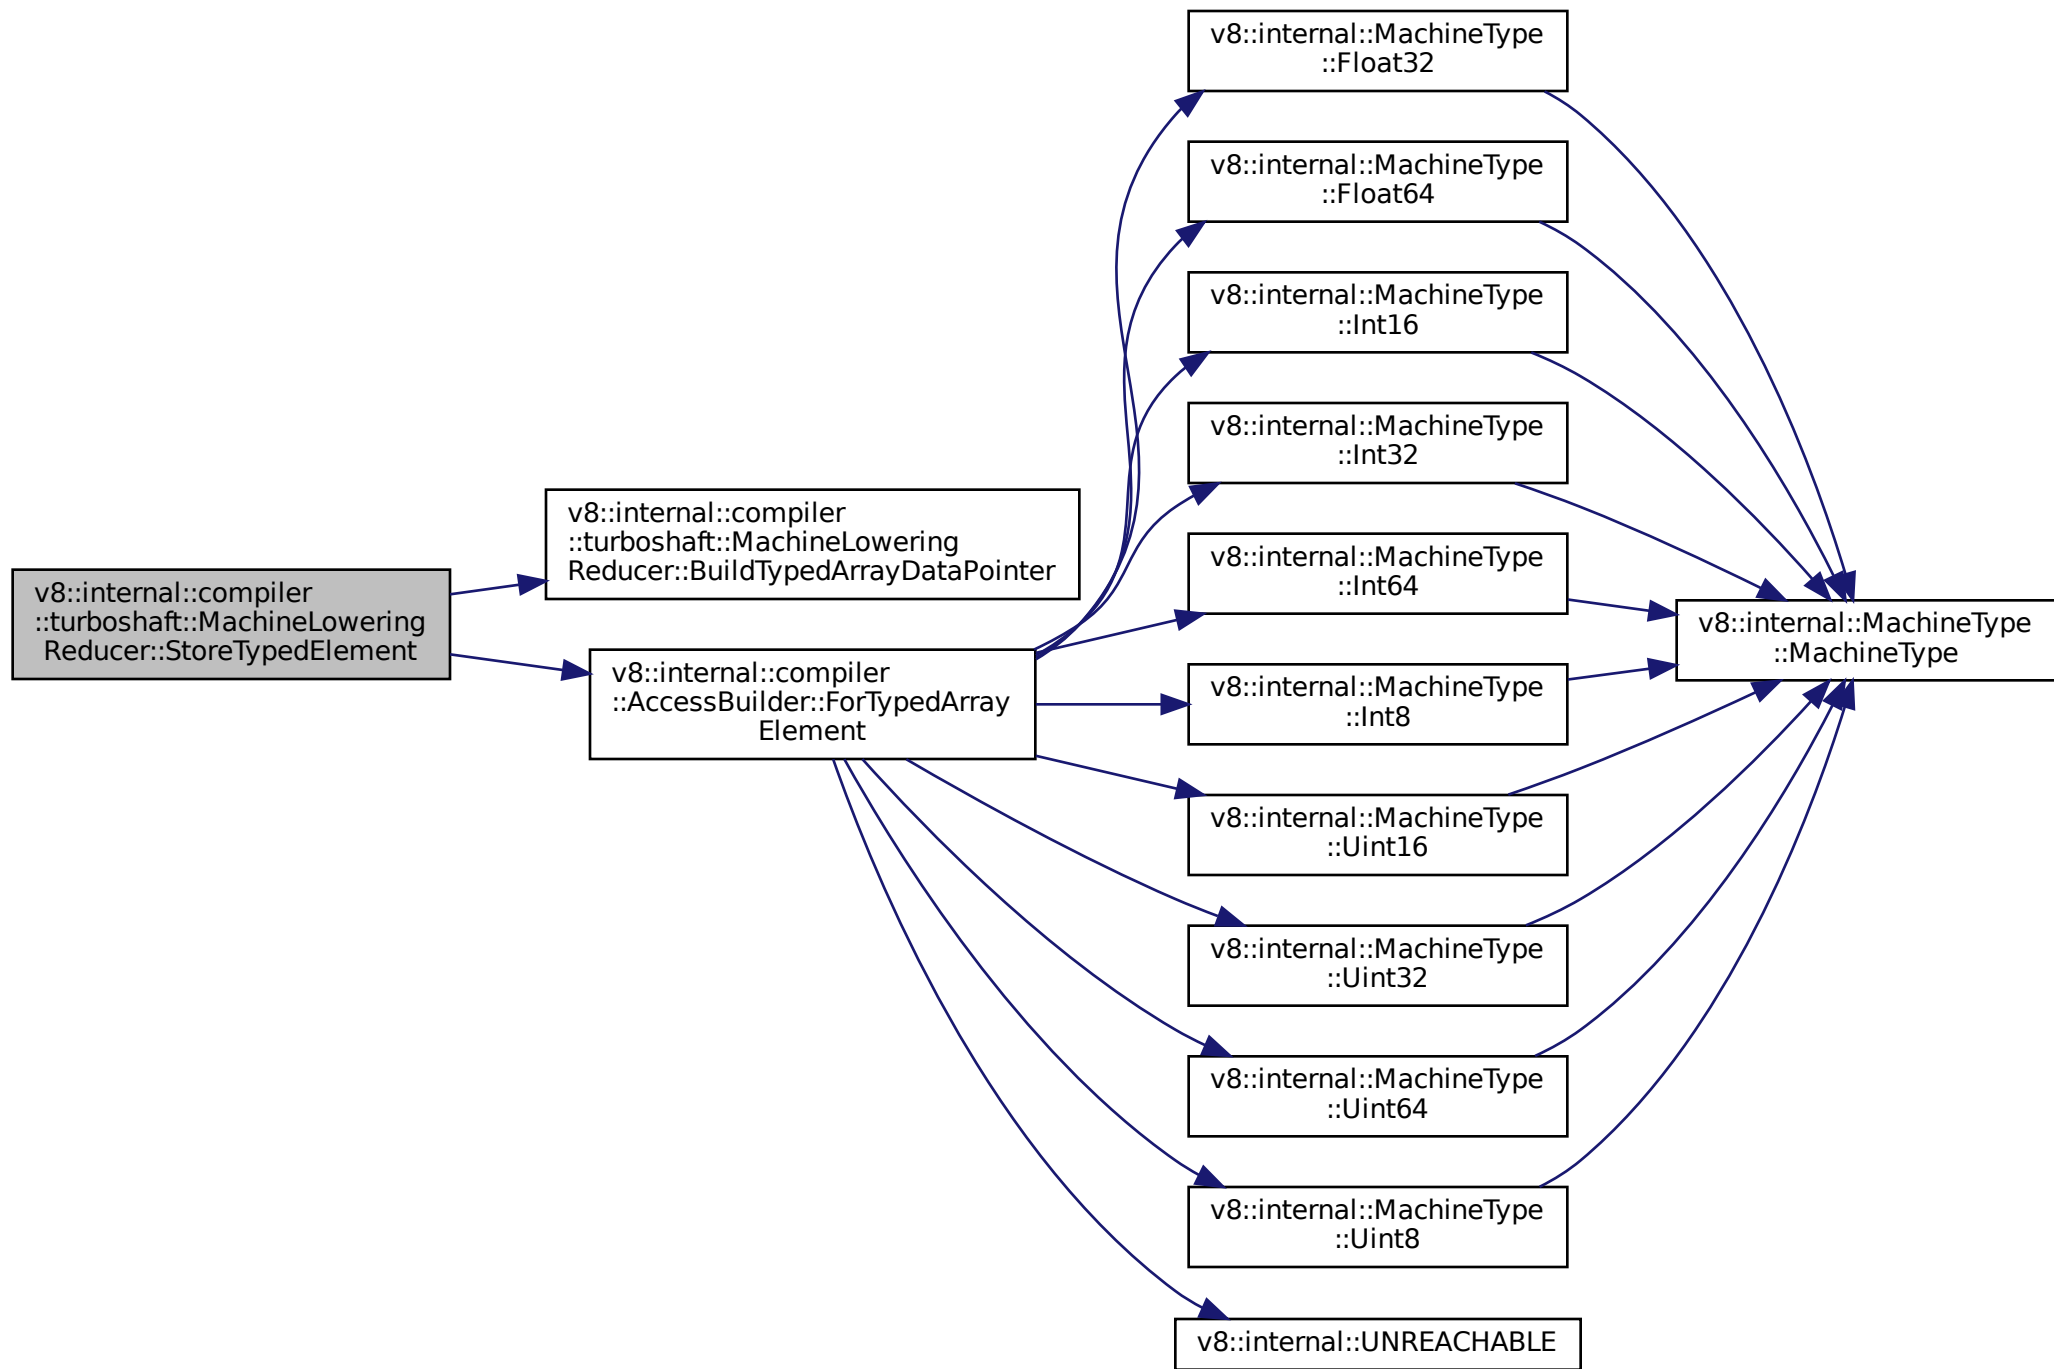 v8::internal::compiler
::turboshaft::MachineLowering
Reducer::StoreTypedElement
v8::internal::compiler
::turboshaft::MachineLowering
Reducer::BuildTypedArrayDataPointer
v8::internal::compiler
::AccessBuilder::ForTypedArray
Element
v8::internal::MachineType
::Float32
v8::internal::MachineType
::Float64
v8::internal::MachineType
::Int16
v8::internal::MachineType
::Int32
v8::internal::MachineType
::Int64
v8::internal::MachineType
::Int8
v8::internal::MachineType
::Uint16
v8::internal::MachineType
::Uint32
v8::internal::MachineType
::Uint64
v8::internal::MachineType
::Uint8
v8::internal::UNREACHABLE
v8::internal::MachineType
::MachineType